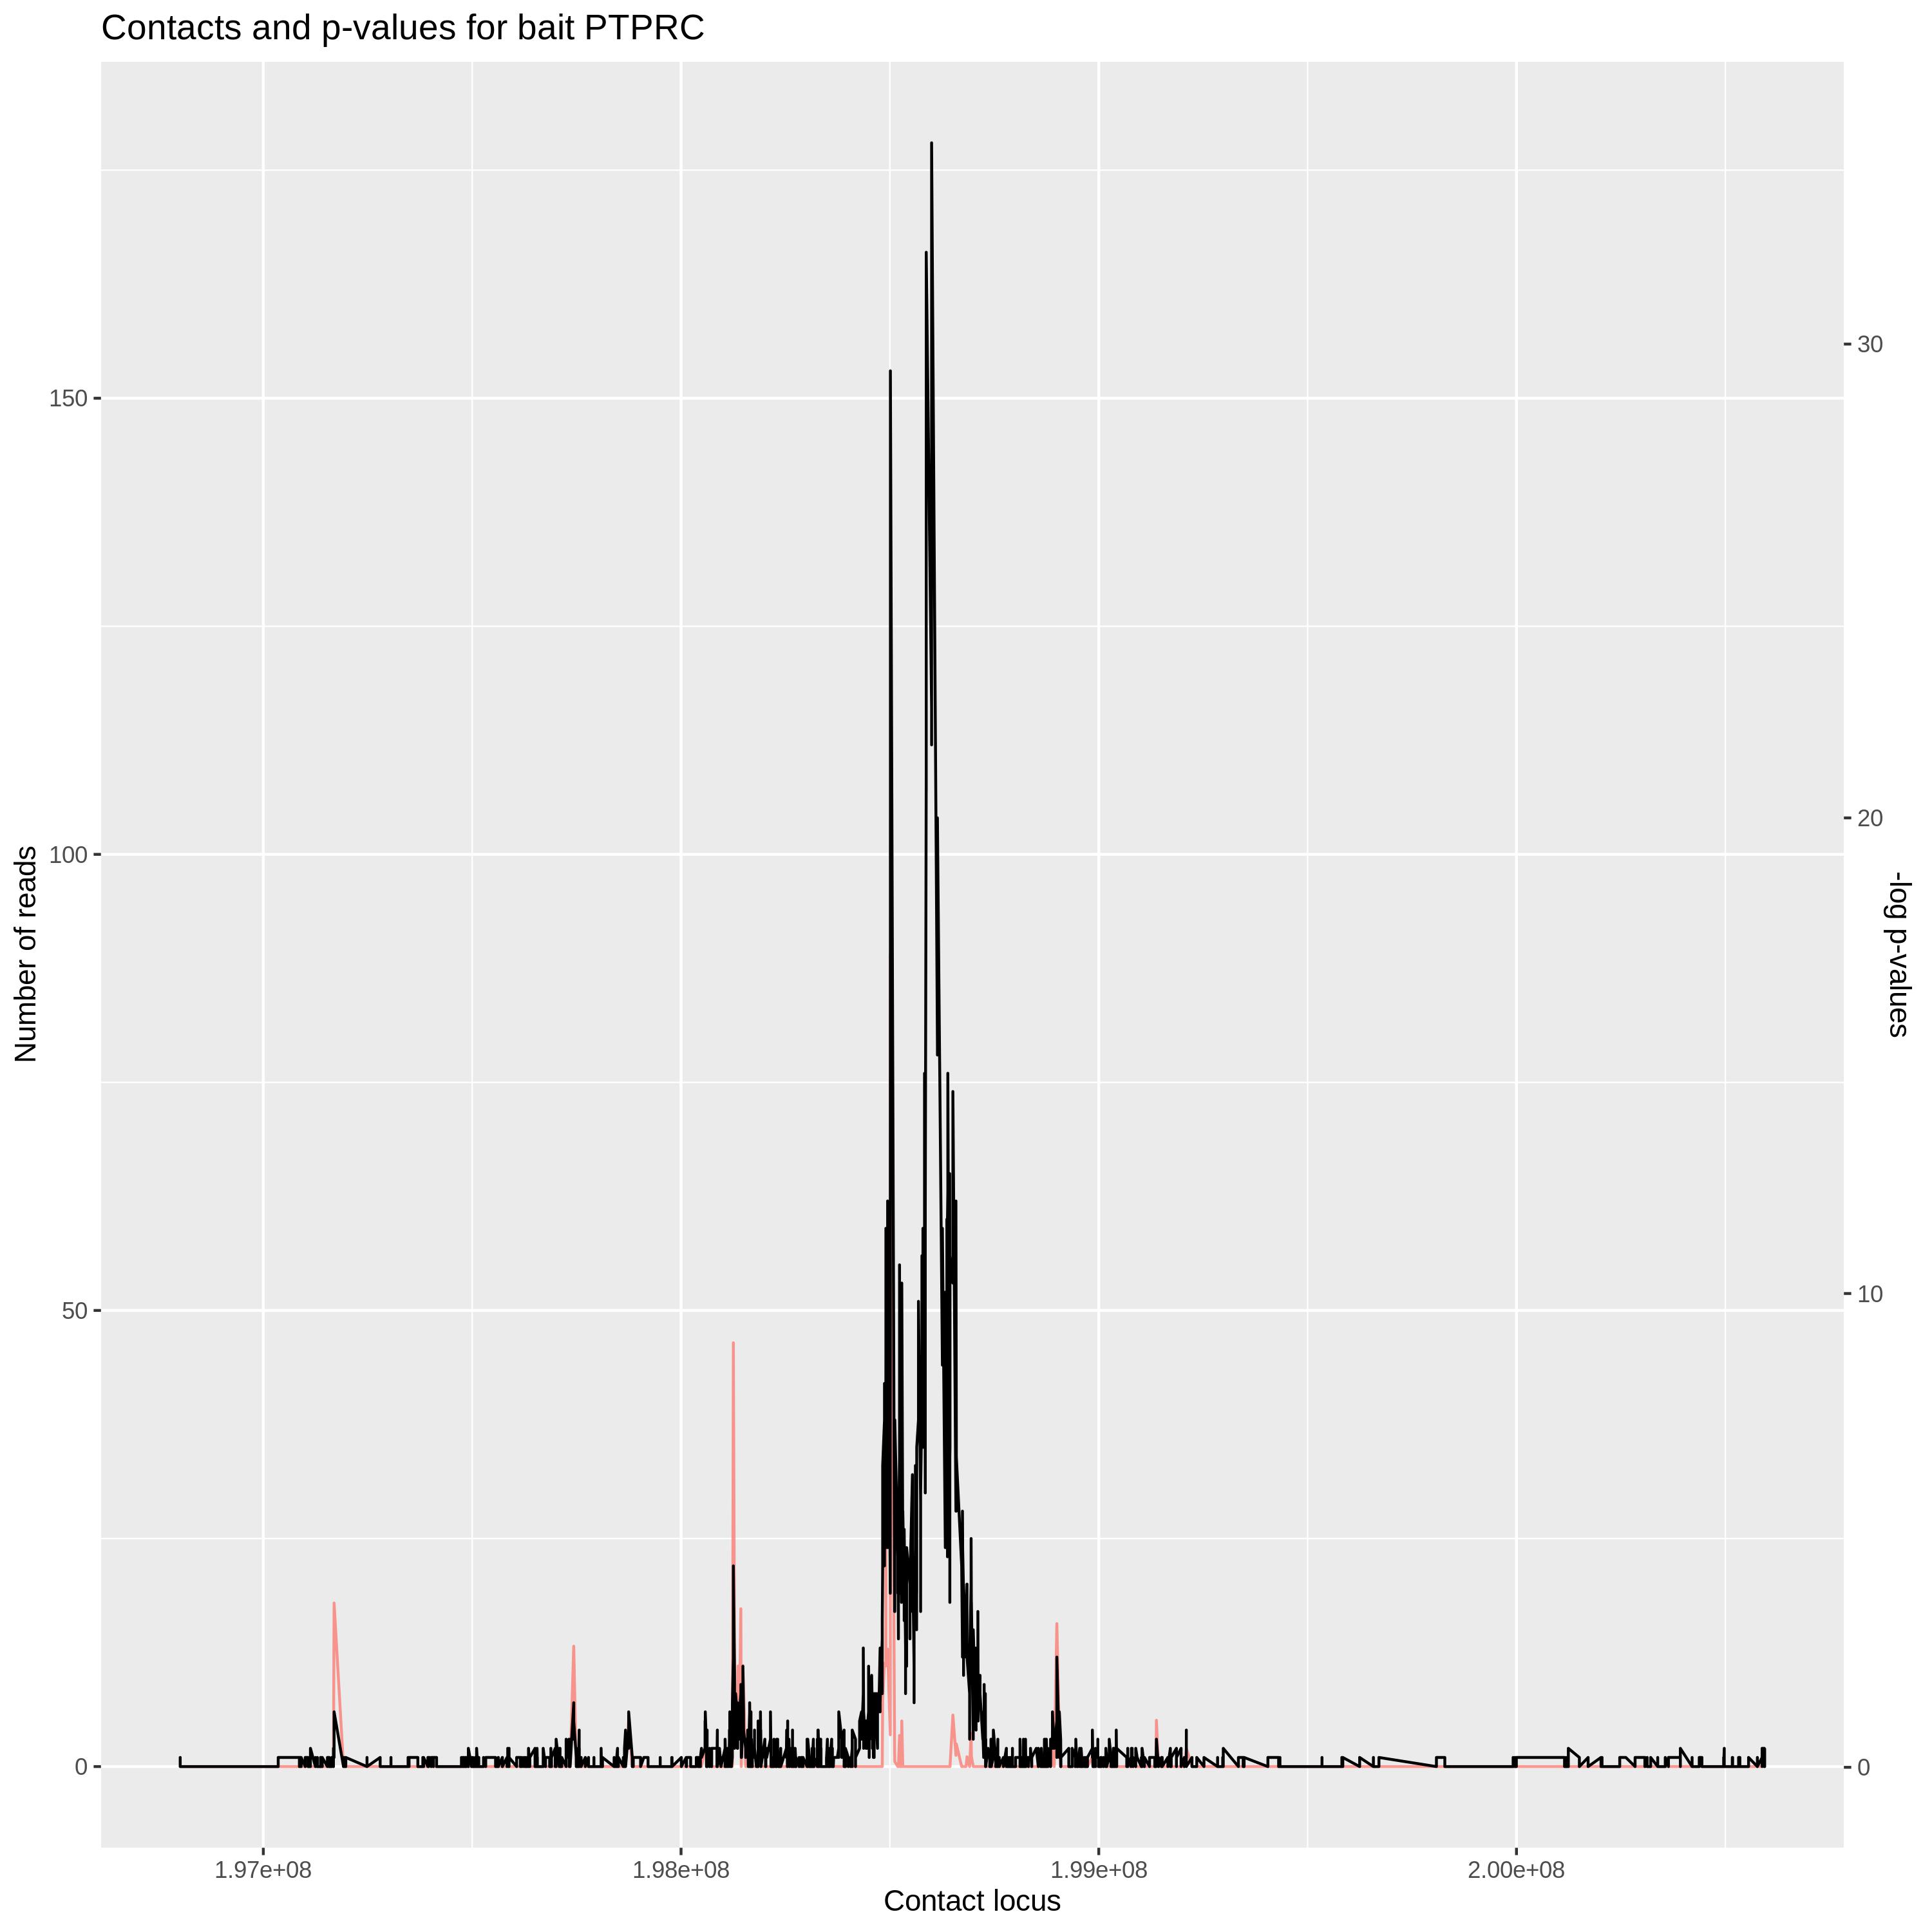 Contacts and p-values for bait PTPRC
Number of reads
150
100
50
0
30
20
10
0
-log p-values
1.97e+08 1.98e+08 1.99e+08 2.00e+08
Contact locus